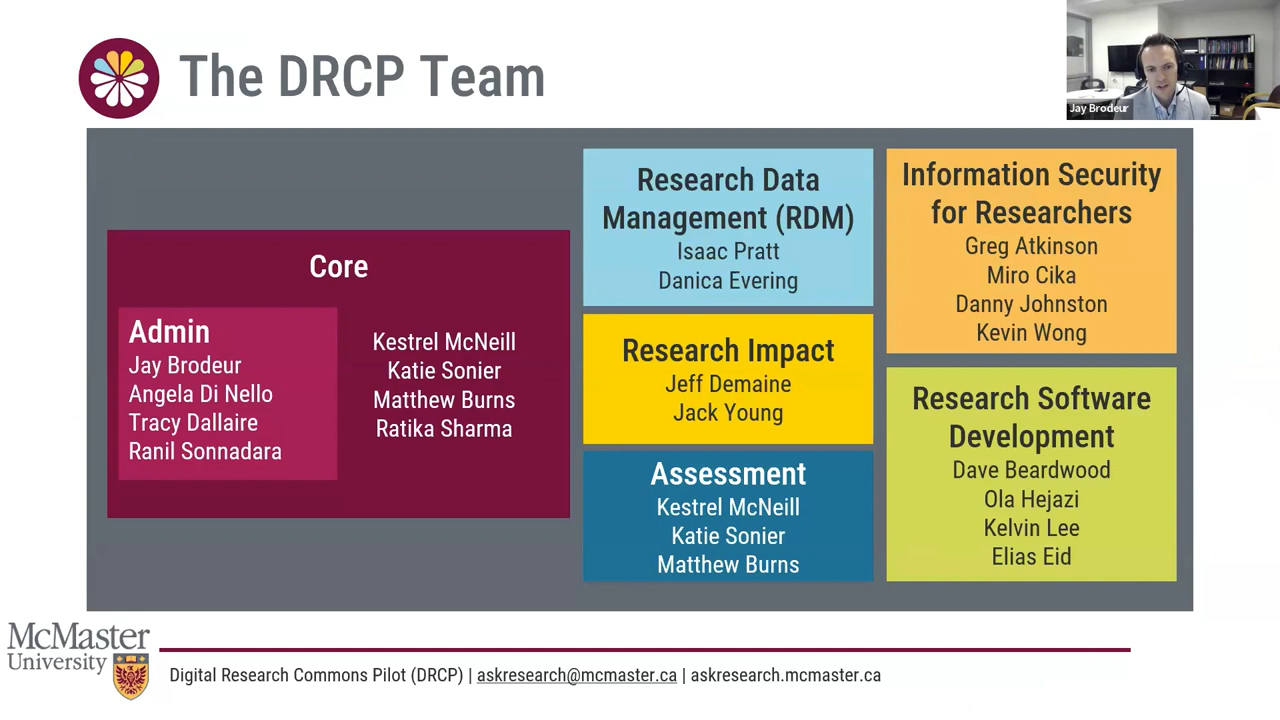 The DRCP Team
Jay Brodeur
Core
Admin
Jay Brodeur
Angela Di Nello
Tracy Dallaire
Ranil Sonnadara
Kestrel McNeill
Katie Sonier
Matthew Burns
Ratika Sharma
Research Data
Management (RDM)
Isaac Pratt
Danica Evering
Research Impact
Jeff Demaine
Jack Young
Assessment
Kestrel McNeill
Katie Sonier
Matthew Burns
Information Security
for Researchers
Greg Atkinson
Miro Cika
Danny Johnston
Kevin Wong
Research Software
Development
Dave Beardwood
Ola Hejazi
Kelvin Lee
Elias Eid
McMaster
University
Digital Research Commons Pilot (DRCP) | askresearch@mcmaster.ca | askresearch.mcmaster.ca